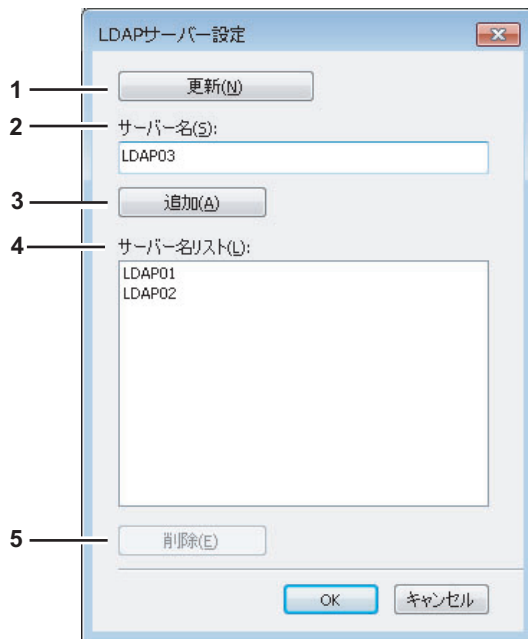 LDAPサーバー設定
1 更新(N)
2 サーバー名(S):
LDAP03
3 追加(A)
4 サーバー名リスト(L):
LDAP01
LDAP02
5 削除(E)
OK キャンセル